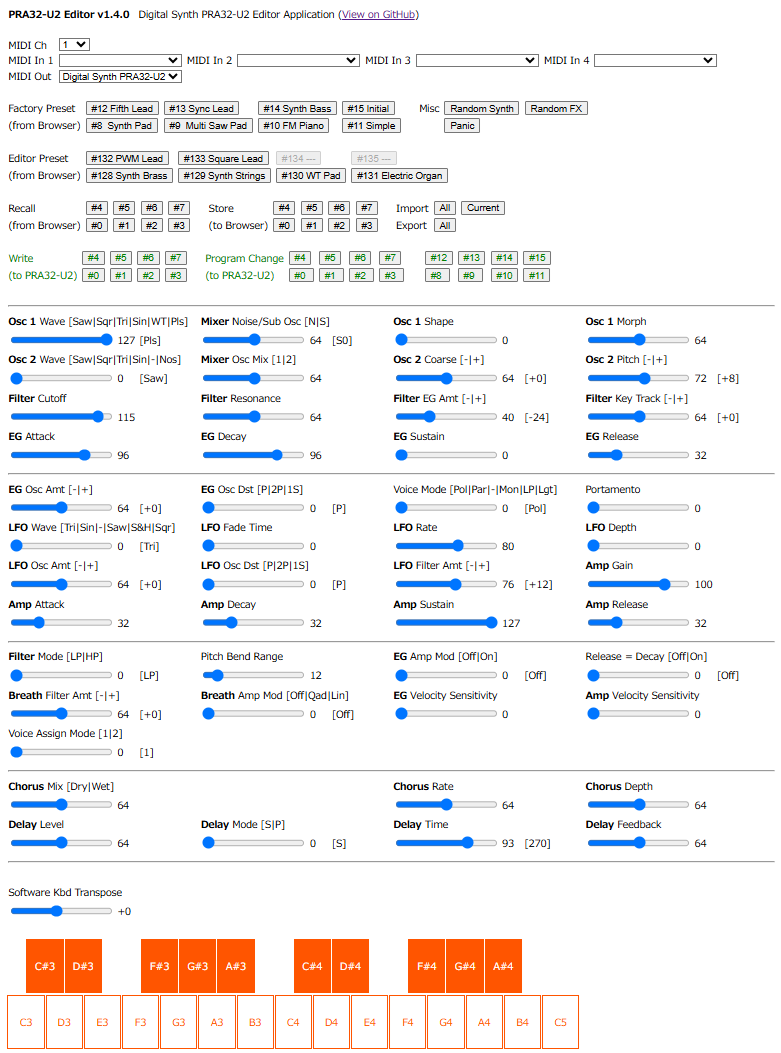 PRA32-U2 Editor v1.4.0 Digital Synth PRA32-U2 Editor Application (View on GitHub)
MIDI Ch 1
MIDI In 1 MIDI In 2 MIDI In 3 MIDI In 4
MIDI Out Digital Synth PRA32-U2
Factory Preset #12 Fifth Lead #13 Sync Lead #14 Synth Bass #15 Initial Misc Random Synth Random FX
(from Browser) #8 Synth Pad #9 Multi Saw Pad #10 FM Piano #11 Simple Panic
Editor Preset #132 PWM Lead #133 Square Lead #134 --- #135 ---
(from Browser) #128 Synth Brass #129 Synth Strings #130 WT Pad #131 Electric Organ
Recall #4 #5 #6 #7 Store #4 #5 #6 #7 Import All Current
(from Browser) #0 #1 #2 #3 (to Browser) #0 #1 #2 #3 Export All
Write #4 #5 #6 #7 Program Change #4 #5 #6 #7 #12 #13 #14 #15
(to PRA32-U2) #0 #1 #2 #3 (to PRA32-U2) #0 #1 #2 #3 #8 #9 #10 #11
Osc 1 Wave [Saw|Sqr|Tri|Sin|WT|Pls] Mixer Noise/Sub Osc [N|S] Osc 1 Shape Osc 1 Morph
127 [Pls] 64 [S0] 0 64
Osc 2 Wave [Saw|Sqr|Tri|Sin|-|Nos] Mixer Osc Mix [1|2] Osc 2 Coarse [-|+] Osc 2 Pitch [-|+]
0 [Saw] 64 64 [+0] 72 [+8]
Filter Cutoff Filter Resonance Filter EG Amt [-|+] Filter Key Track [-|+]
115 64 40 [-24] 64 [+0]
EG Attack EG Decay EG Sustain EG Release
96 96 0 32
EG Osc Amt [-|+] EG Osc Dst [P|2P|1S] Voice Mode [Pol|Par|-|Mon|LP|Lgt] Portamento
64 [+0] 0 [P] 0 [Pol] 0
LFO Wave [Tri|Sin|-|Saw|S&H|Sqr] LFO Fade Time LFO Rate LFO Depth
0 [Tri] 0 80 0
LFO Osc Amt [-|+] LFO Osc Dst [P|2P|1S] LFO Filter Amt [-|+] Amp Gain
64 [+0] 0 [P] 76 [+12] 100
Amp Attack Amp Decay Amp Sustain Amp Release
32 32 127 32
Filter Mode [LP|HP] Pitch Bend Range EG Amp Mod [Off|On] Release = Decay [Off|On]
0 [LP] 12 0 [Off] 0 [Off]
Breath Filter Amt [-|+] Breath Amp Mod [Off|Qad|Lin] EG Velocity Sensitivity Amp Velocity Sensitivity
64 [+0] 0 [Off] 0 0
Voice Assign Mode [1|2]
0 [1]
Chorus Mix [Dry|Wet] Chorus Rate Chorus Depth
64 64 64
Delay Level Delay Mode [S|P] Delay Time Delay Feedback
64 0 [S] 93 [270] 64
Software Kbd Transpose
+0
C#3 D#3 F#3 G#3 A#3 C#4 D#4 F#4 G#4 A#4
C3 D3 E3 F3 G3 A3 B3 C4 D4 E4 F4 G4 A4 B4 C5